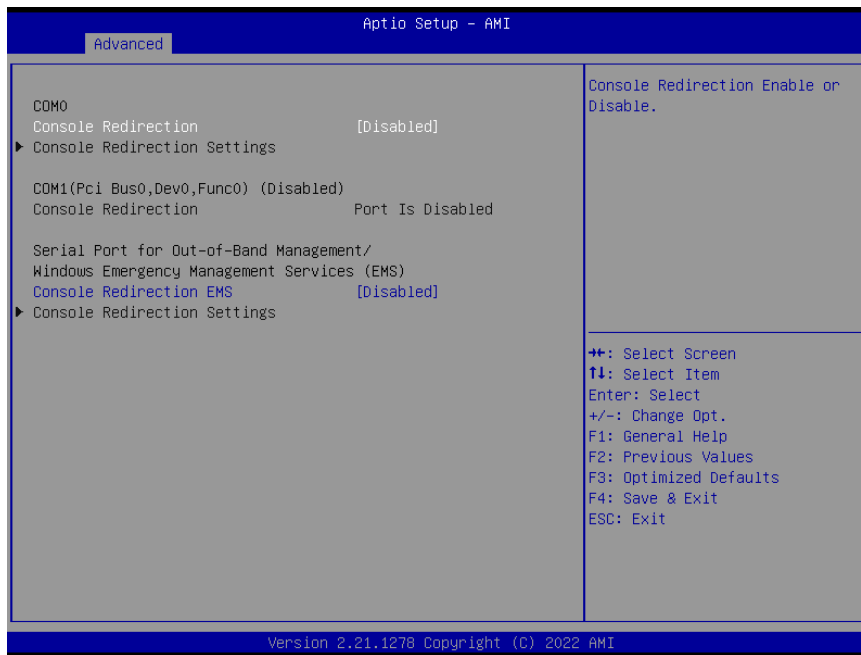 Aptio Setup – AMI
Advanced
COM0
Console Redirection [Disabled]
Console Redirection Settings
COM1(Pci Bus0,Dev0,Func0) (Disabled)
Console Redirection Port Is Disabled
Serial Port for Out-of-Band Management/
Windows Emergency Management Services (EMS)
Console Redirection EMS [Disabled]
Console Redirection Settings
Console Redirection Enable or
Disable.
→←: Select Screen
↑↓: Select Item
Enter: Select
+/-: Change Opt.
F1: General Help
F2: Previous Values
F3: Optimized Defaults
F4: Save & Exit
ESC: Exit
Version 2.21.1278 Copyright (C) 2022 AMI